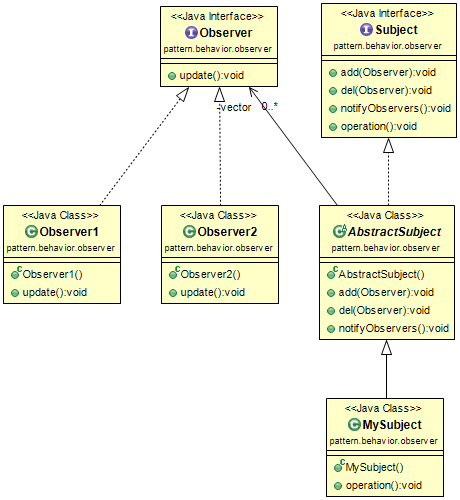 <<Java Interface>>
Observer
pattern.behavior.observer
update():void
<<Java Interface>>
Subject
pattern.behavior.observer
add(Observer):void
del(Observer):void
notifyObservers():void
operation():void
-vector 0..*
<<Java Class>>
Observer1
pattern.behavior.observer
Observer1()
update():void
<<Java Class>>
Observer2
pattern.behavior.observer
Observer2()
update():void
<<Java Class>>
AbstractSubject
pattern.behavior.observer
AbstractSubject()
add(Observer):void
del(Observer):void
notifyObservers():void
<<Java Class>>
MySubject
pattern.behavior.observer
MySubject()
operation():void